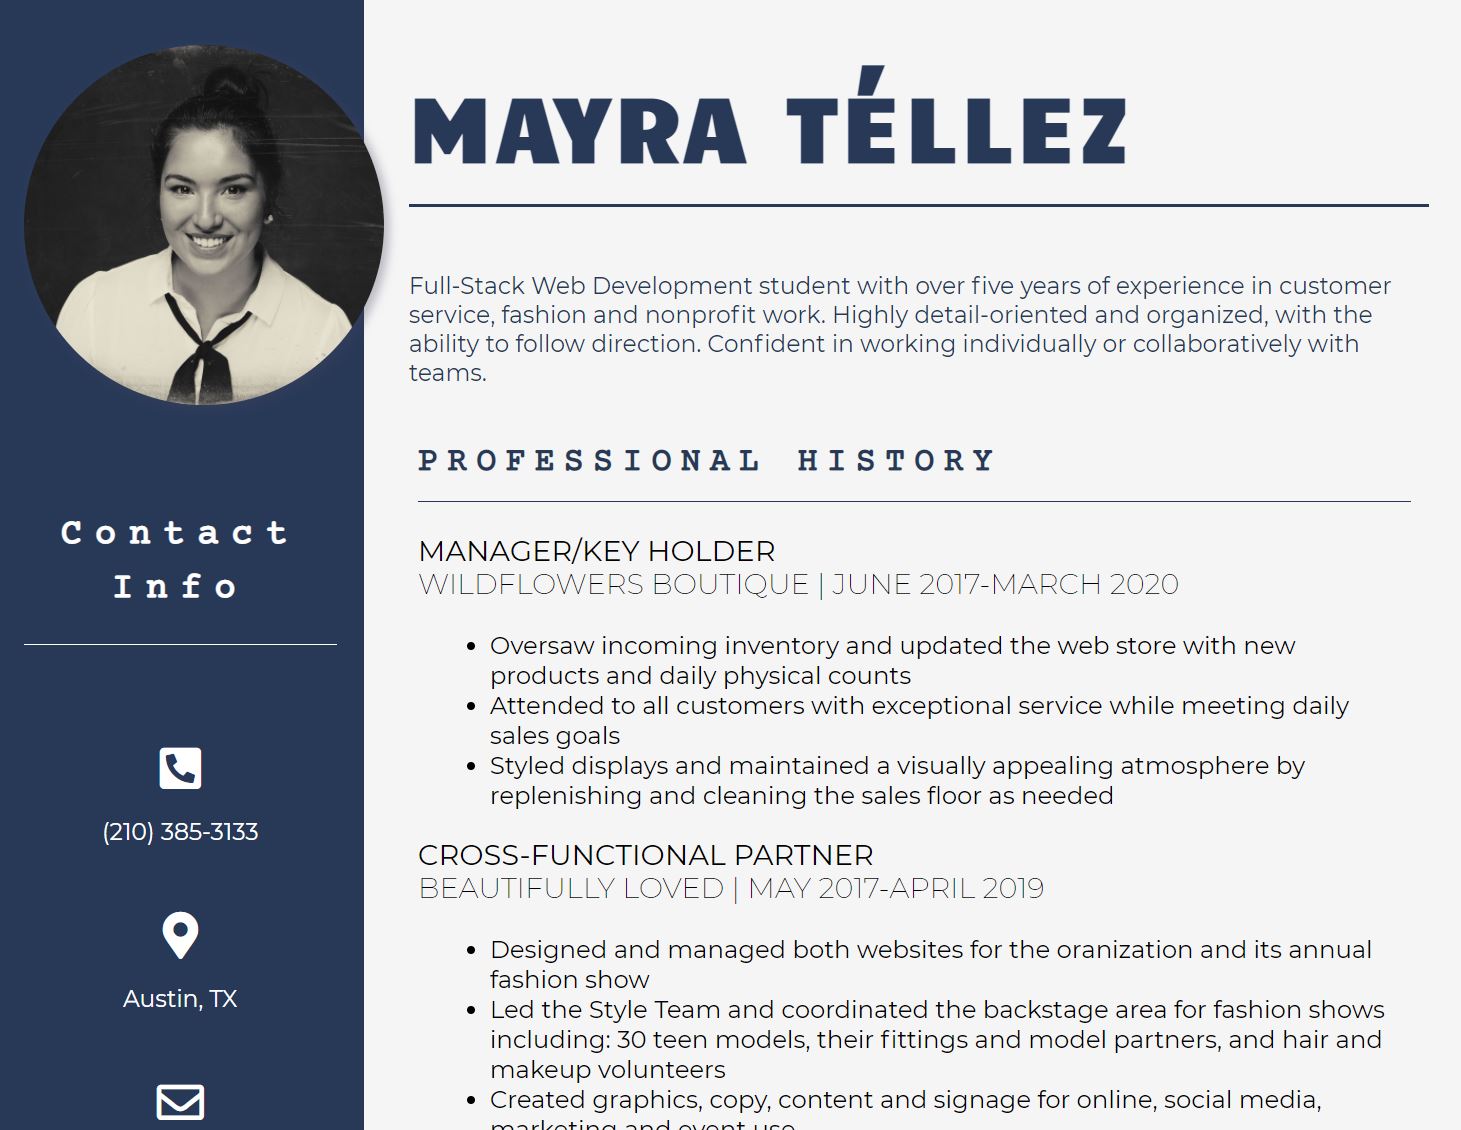 MAYRA TÉLLEZ
Full-Stack Web Development student with over five years of experience in customer
service, fashion and nonprofit work. Highly detail-oriented and organized, with the
ability to follow direction. Confident in working individually or collaboratively with
teams.
PROFESSIONAL HISTORY
MANAGER/KEY HOLDER
WILDFLOWERS BOUTIQUE | JUNE 2017-MARCH 2020
Oversaw incoming inventory and updated the web store with new
products and daily physical counts
Attended to all customers with exceptional service while meeting daily
sales goals
Styled displays and maintained a visually appealing atmosphere by
replenishing and cleaning the sales floor as needed
CROSS-FUNCTIONAL PARTNER
BEAUTIFULLY LOVED | MAY 2017-APRIL 2019
Designed and managed both websites for the oranization and its annual
fashion show
Led the Style Team and coordinated the backstage area for fashion shows
including: 30 teen models, their fittings and model partners, and hair and
makeup volunteers
Created graphics, copy, content and signage for online, social media,
marketing and event use
Contact
Info
(210) 385-3133
Austin, TX